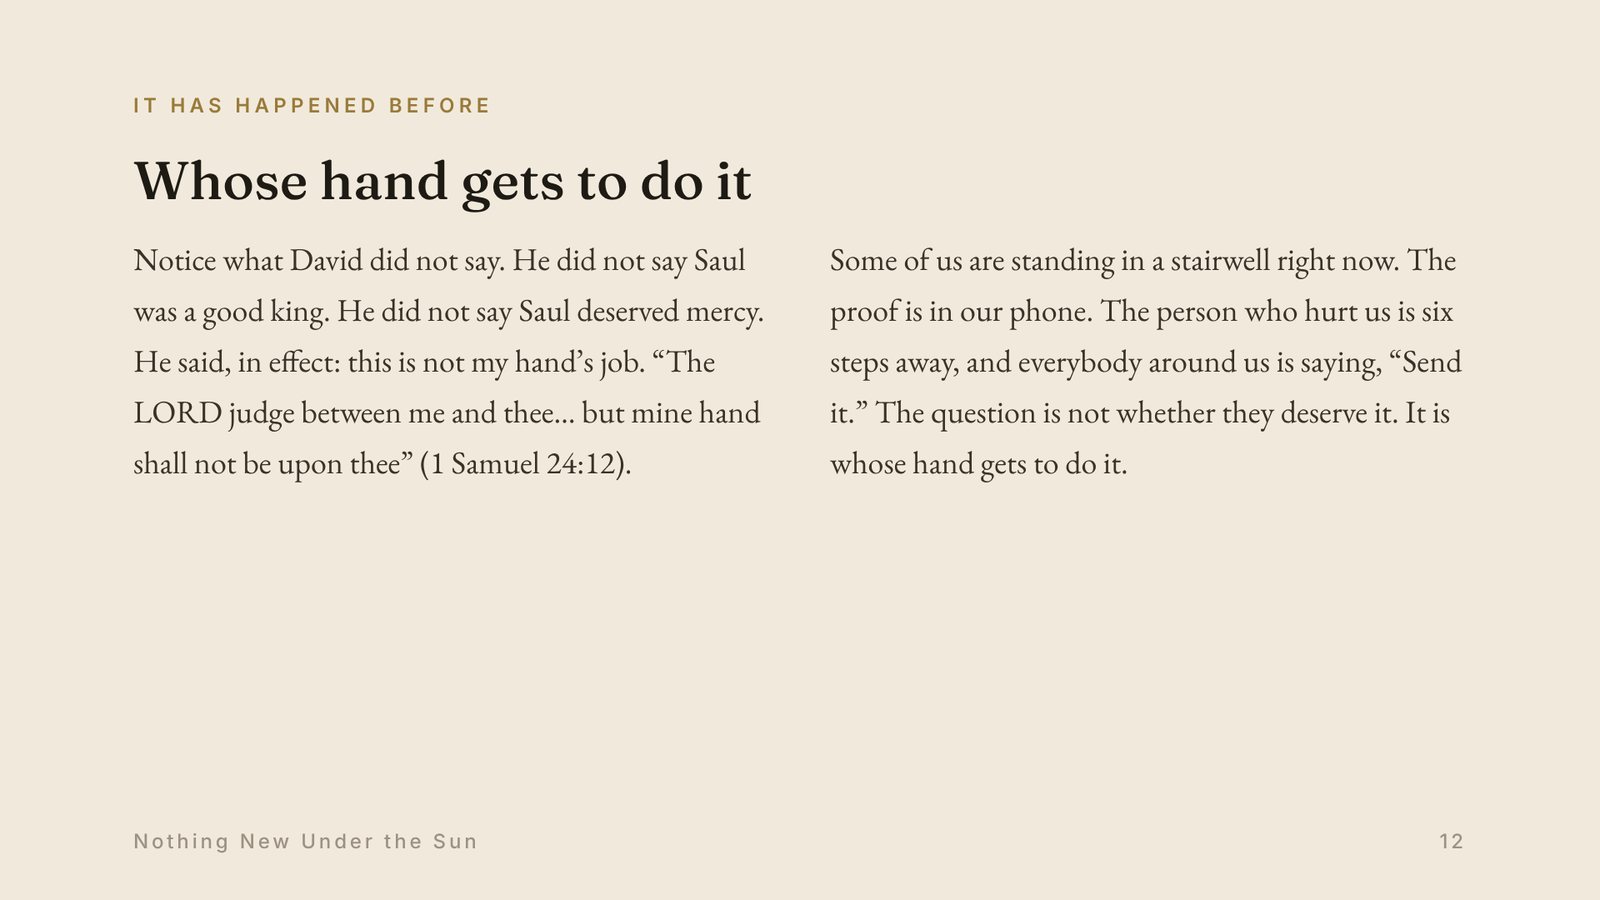 IT HAS HAPPENED BEFORE
Whose hand gets to do it
Notice what David did not say. He did not say Saul
was a good king. He did not say Saul deserved mercy.
He said, in effect: this is not my hand’s job. “The
LORD judge between me and thee… but mine hand
shall not be upon thee” (1 Samuel 24:12).
Some of us are standing in a stairwell right now. The
proof is in our phone. The person who hurt us is six
steps away, and everybody around us is saying, “Send
it.” The question is not whether they deserve it. It is
whose hand gets to do it.
Nothing New Under the Sun
12